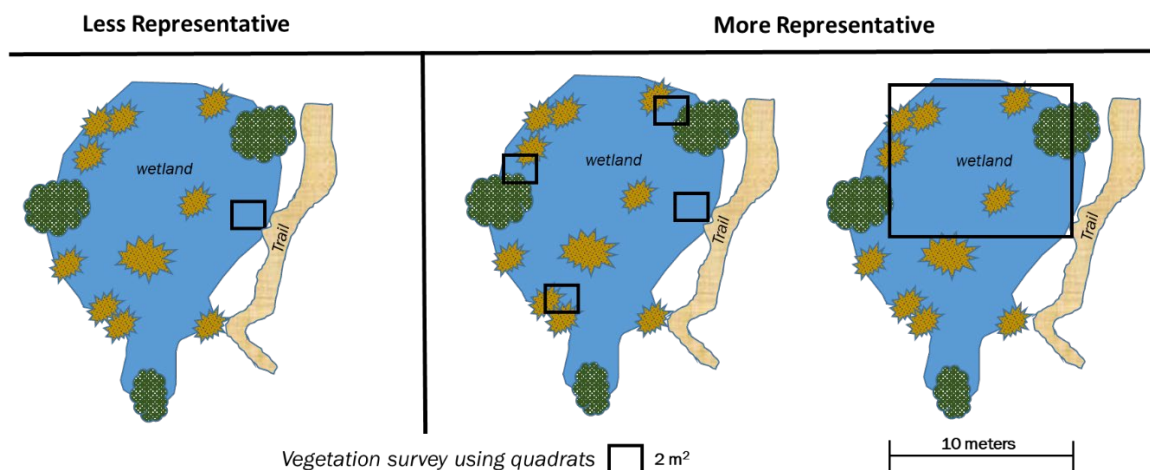 Less Representative
More Representative
wetland
Trail
wetland
Trail
wetland
Trail
Vegetation survey using quadrats 2 m²
10 meters